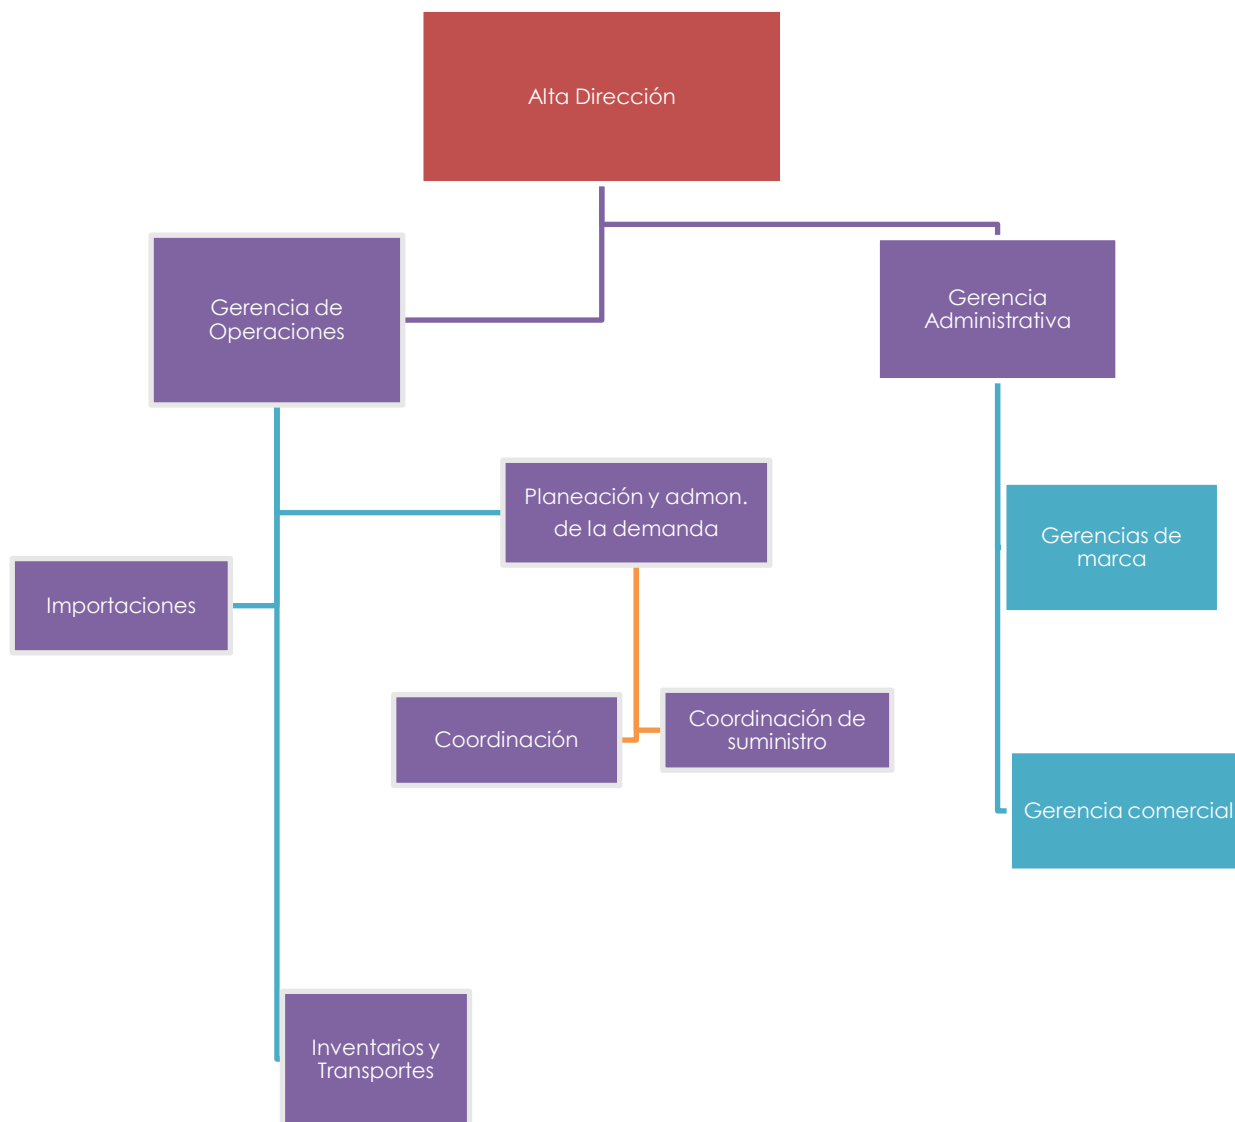 Alta Dirección
Gerencia de
Operaciones
Gerencia
Administrativa
Planeación y admon.
de la demanda
Gerencias de
marca
Importaciones
Coordinación
Coordinación de
suministro
Gerencia comercial
Inventarios y
Transportes